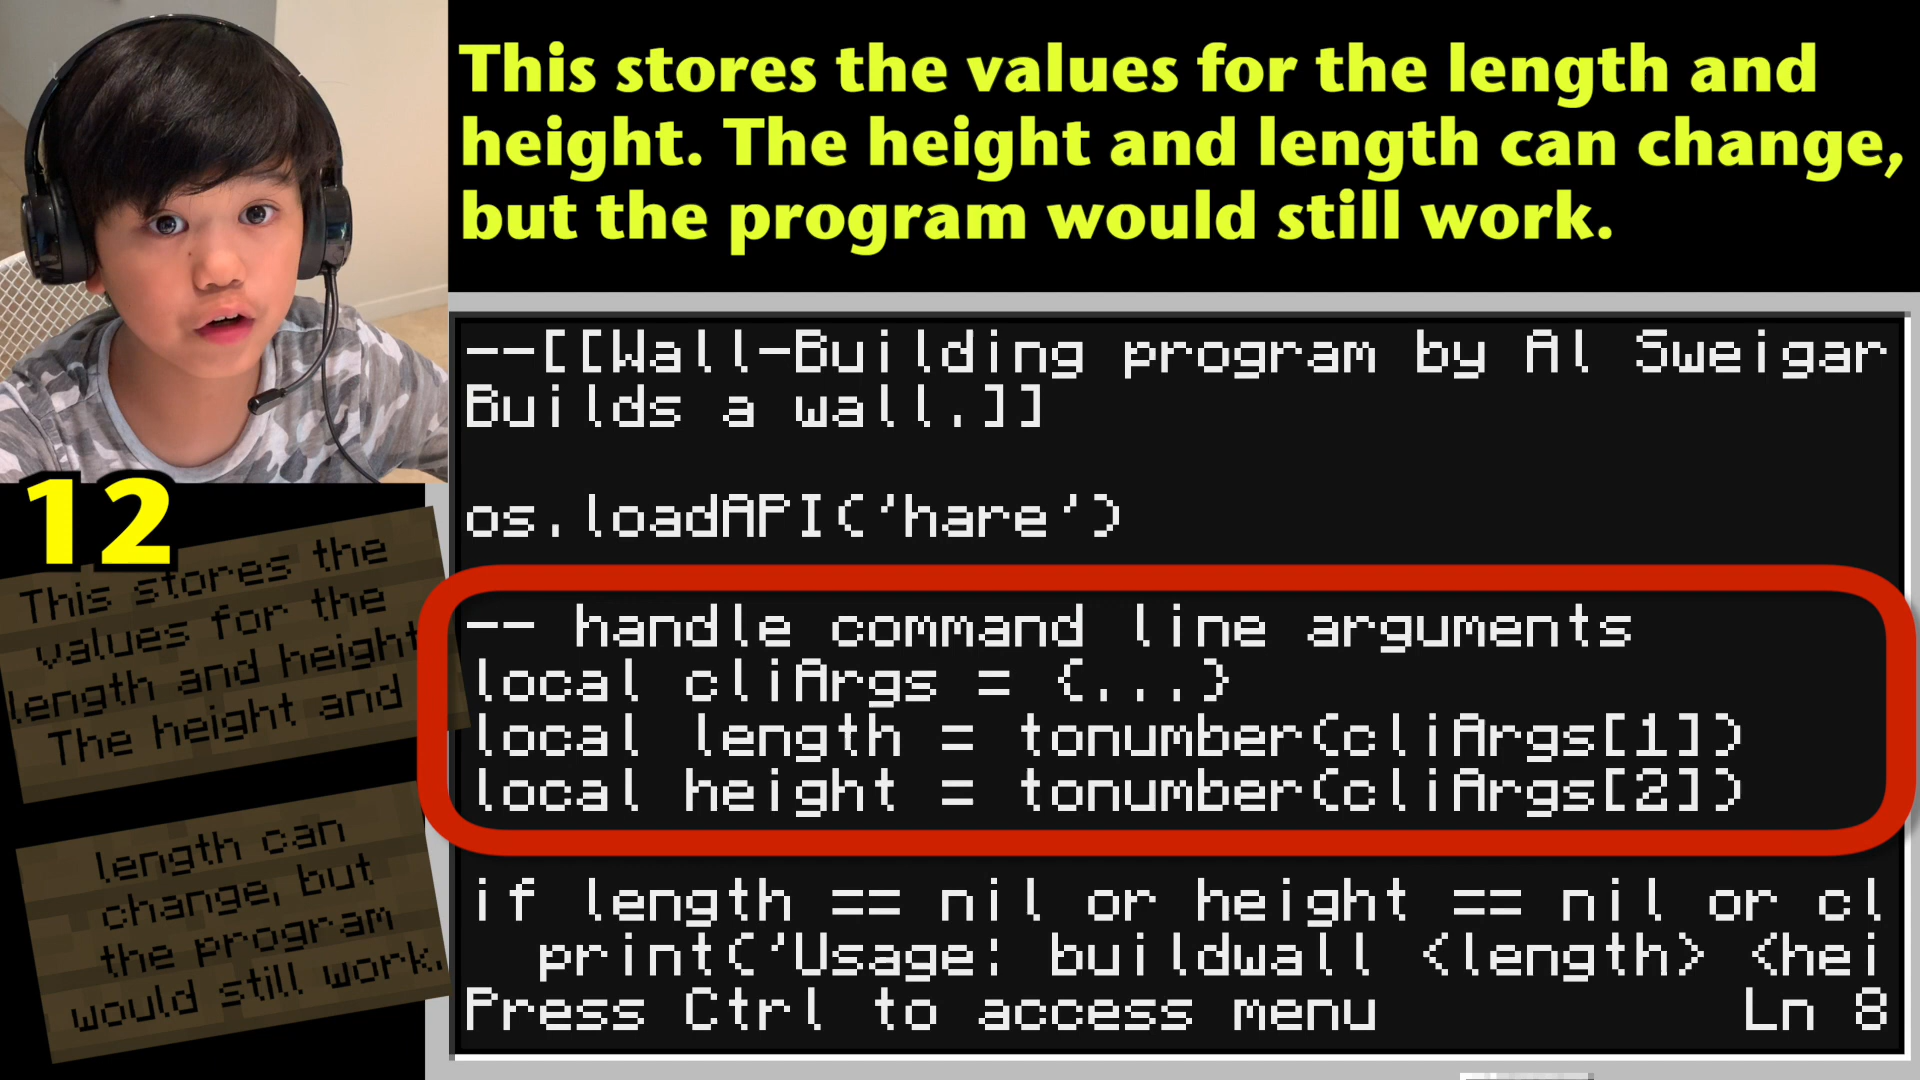 This stores the values for the length and
height. The height and length can change,
but the program would still work.
12
This stores the
values for the
length and height
The height and
length can
change, but
the program
would still work.
--[[Wall-Building program by Al Sweigar
Builds a wall.]]
os.loadAPI('hare')
-- handle command line arguments
local cliArgs = {...}
local length = tonumber(cliArgs[1])
local height = tonumber(cliArgs[2])
if length == nil or height == nil or cl
print('Usage: buildwall <length> <hei
Press Ctrl to access menu Ln 8